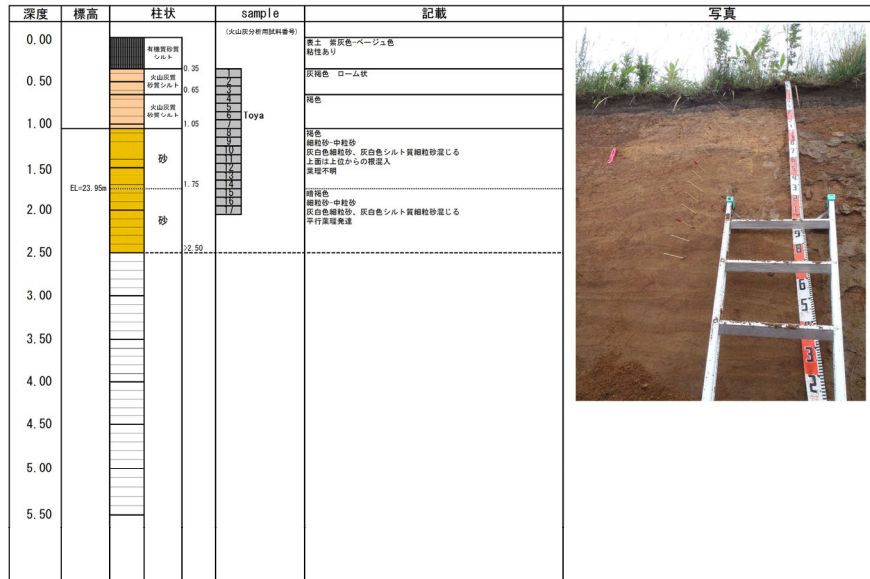 深度 標高 柱状 sample 記載 写真
(火山灰分析用試料番号)
0.00
有機質砂質
シルト
表土 紫灰色-ベージュ色
粘性あり
0.35
0.50
火山灰質
砂質シルト
灰褐色 ローム状
1
2
3
0.65
火山灰質
砂質シルト
褐色
4
5
6 Toya
7
1.00
1.05
砂
褐色
細粒砂-中粒砂
灰白色細粒砂、灰白色シルト質細粒砂混じる
上面は上位からの根混入
葉理不明
8
9
10
11
12
13
14
1.50
EL=23.95m
1.75
砂
暗褐色
細粒砂-中粒砂
灰白色細粒砂、灰白色シルト質細粒砂混じる
平行葉理発達
15
16
17
2.00
>2.50
2.50
3.00
3.50
4.00
4.50
5.00
5.50
9
8
6
5
3
2